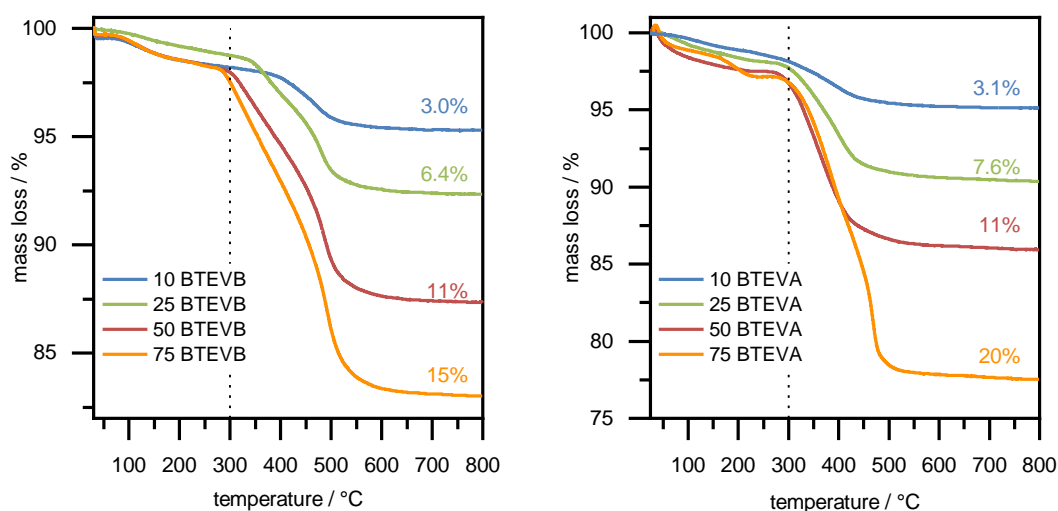 100
95
90
85
mass loss / %
3.0%
6.4%
11%
15%
10 BTEVB
25 BTEVB
50 BTEVB
75 BTEVB
100 200 300 400 500 600 700 800
temperature / °C
100
95
90
85
80
75
mass loss / %
3.1%
7.6%
11%
20%
10 BTEVA
25 BTEVA
50 BTEVA
75 BTEVA
100 200 300 400 500 600 700 800
temperature / °C